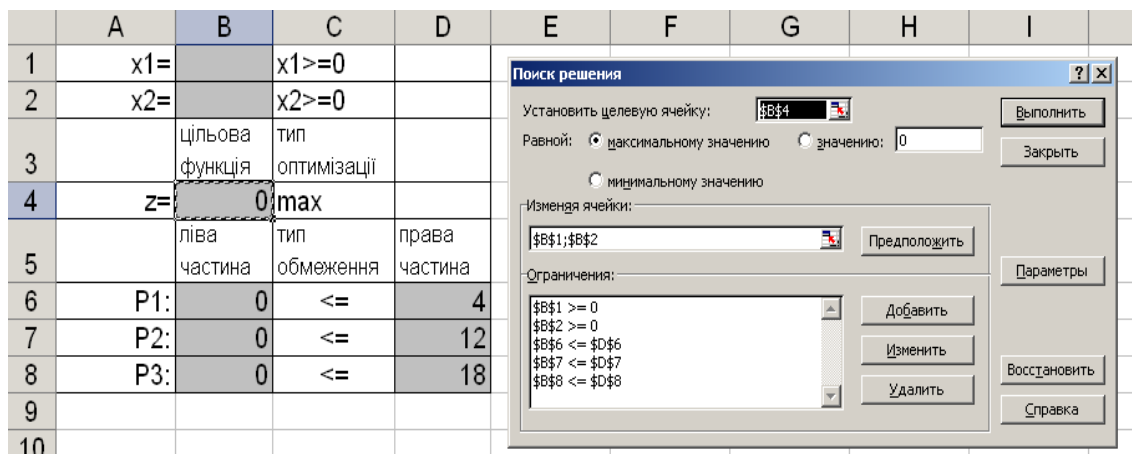 A B C D E F G H I
1 x1= x1>=0
2 x2= x2>=0
3 цільова функція тип оптимізації
4 z= 0 max
5 ліва частина тип обмеження права частина
6 P1: 0 <= 4
7 P2: 0 <= 12
8 P3: 0 <= 18
9
10
Поиск решения
Установить целевую ячейку: $B$4
Выполнить
Равной: максимальному значению значению: 0
Закрыть
минимальному значению
Изменяя ячейки:
$B$1;$B$2
Предположить
Ограничения:
Параметры
$B$1 >= 0
$B$2 >= 0
$B$6 <= $D$6
$B$7 <= $D$7
$B$8 <= $D$8
Добавить
Изменить
Удалить
Восстановить
Справка